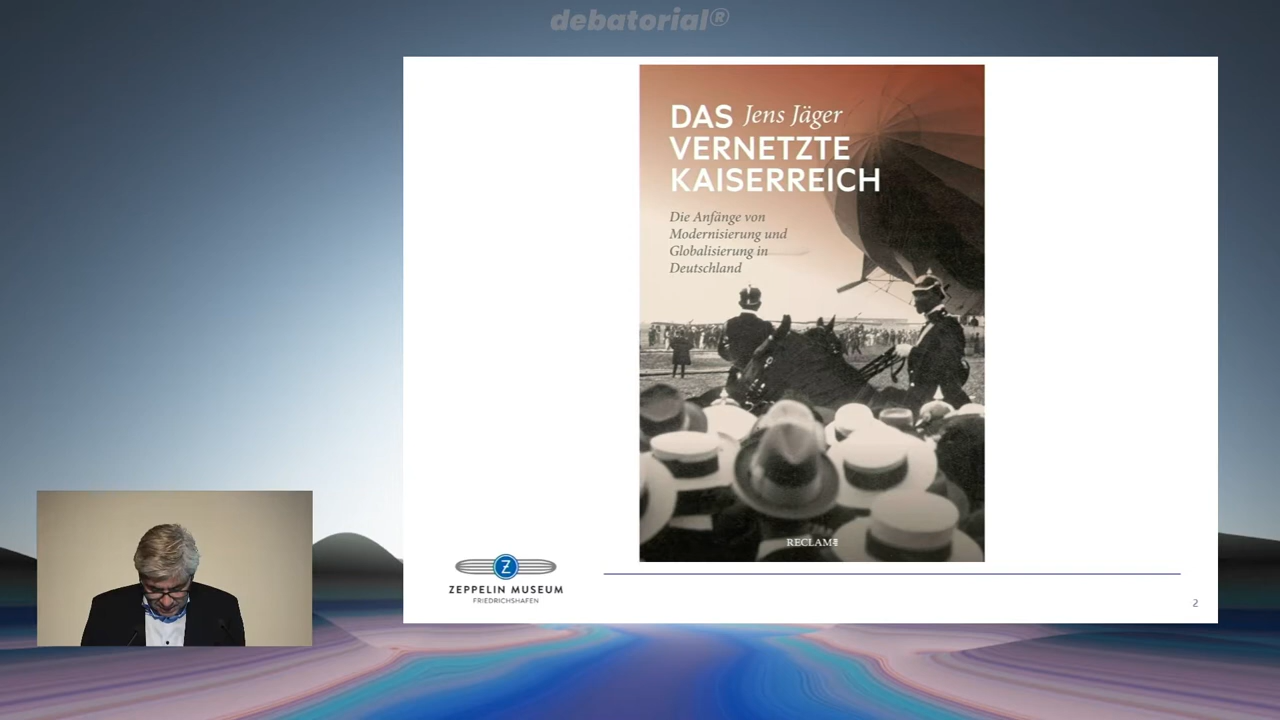 debatorial®
DAS Jens Jäger
VERNETZTE
KAISERREICH
Die Anfänge von
Modernisierung und
Globalisierung in
Deutschland
RECLAM
Z
ZEPPELIN MUSEUM
FRIEDRICHSHAFEN
2